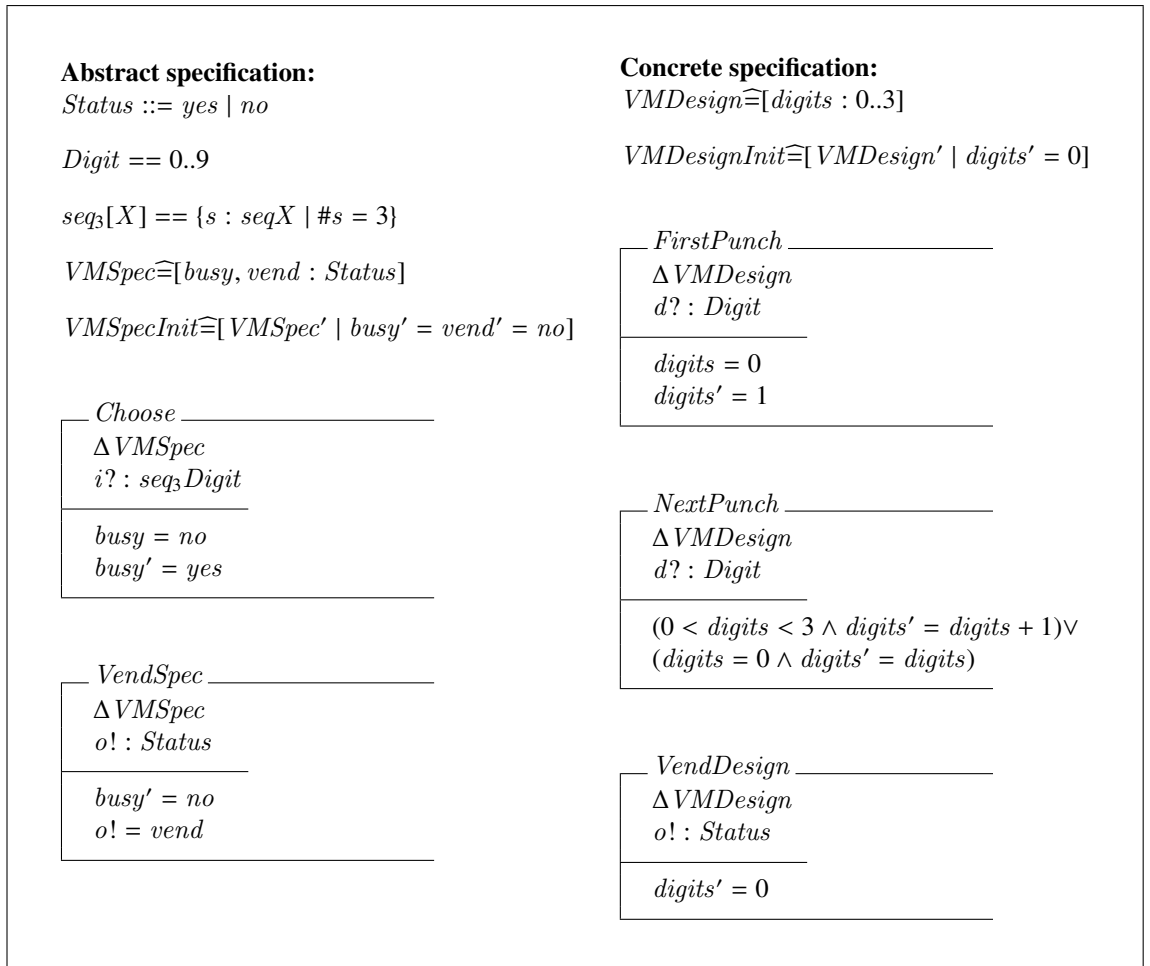 Abstract specification:
Status ::= yes | no
Digit == 0..9
seq₃[X] == {s : seqX | #s = 3}
VMSpec≙[busy, vend : Status]
VMSpecInit≙[VMSpec′ | busy′ = vend′ = no]
Choose
ΔVMSpec
i? : seq₃Digit
busy = no
busy′ = yes
VendSpec
ΔVMSpec
o! : Status
busy′ = no
o! = vend
Concrete specification:
VMDesign≙[digits : 0..3]
VMDesignInit≙[VMDesign′ | digits′ = 0]
FirstPunch
ΔVMDesign
d? : Digit
digits = 0
digits′ = 1
NextPunch
ΔVMDesign
d? : Digit
(0 < digits < 3 ∧ digits′ = digits + 1)∨
(digits = 0 ∧ digits′ = digits)
VendDesign
ΔVMDesign
o! : Status
digits′ = 0